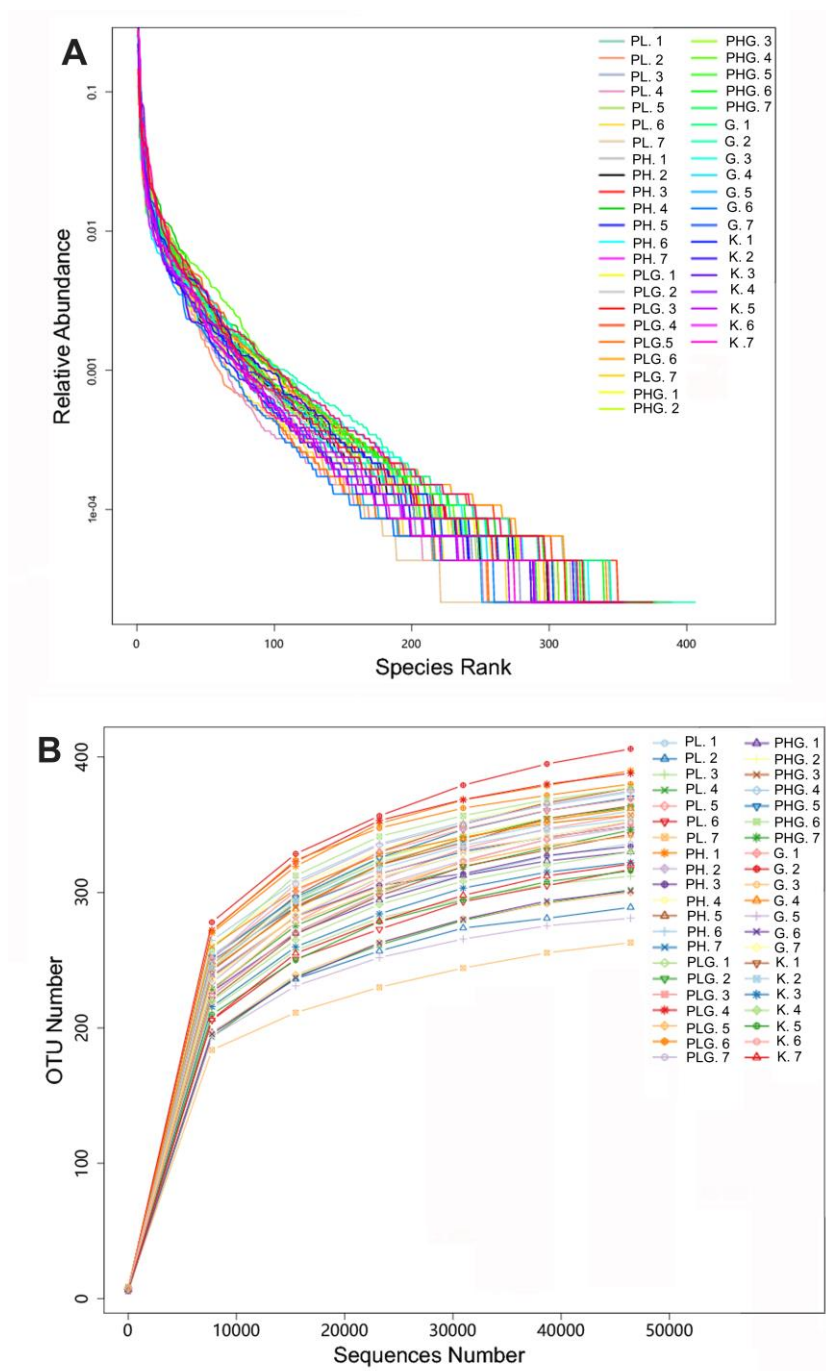 A
PL. 1
PL. 2
PL. 3
PL. 4
PL. 5
PL. 6
PL. 7
PH. 1
PH. 2
PH. 3
PH. 4
PH. 5
PH. 6
PH. 7
PLG. 1
PLG. 2
PLG. 3
PLG. 4
PLG.5
PLG. 6
PLG. 7
PHG. 1
PHG. 2
PHG. 3
PHG. 4
PHG. 5
PHG. 6
PHG. 7
G. 1
G. 2
G. 3
G. 4
G. 5
G. 6
G. 7
K. 1
K. 2
K. 3
K. 4
K. 5
K. 6
K .7
Relative Abundance
0.1
0.01
0.001
1e-04
0 100 200 300 400
Species Rank
B
PL. 1
PL. 2
PL. 3
PL. 4
PL. 5
PL. 6
PL. 7
PH. 1
PH. 2
PH. 3
PH. 4
PH. 5
PH. 6
PH. 7
PLG. 1
PLG. 2
PLG. 3
PLG. 4
PLG. 5
PLG. 6
PLG. 7
PHG. 1
PHG. 2
PHG. 3
PHG. 4
PHG. 5
PHG. 6
PHG. 7
G. 1
G. 2
G. 3
G. 4
G. 5
G. 6
G. 7
K. 1
K. 2
K. 3
K. 4
K. 5
K. 6
K. 7
OTU Number
400
300
200
100
0
0 10000 20000 30000 40000 50000
Sequences Number